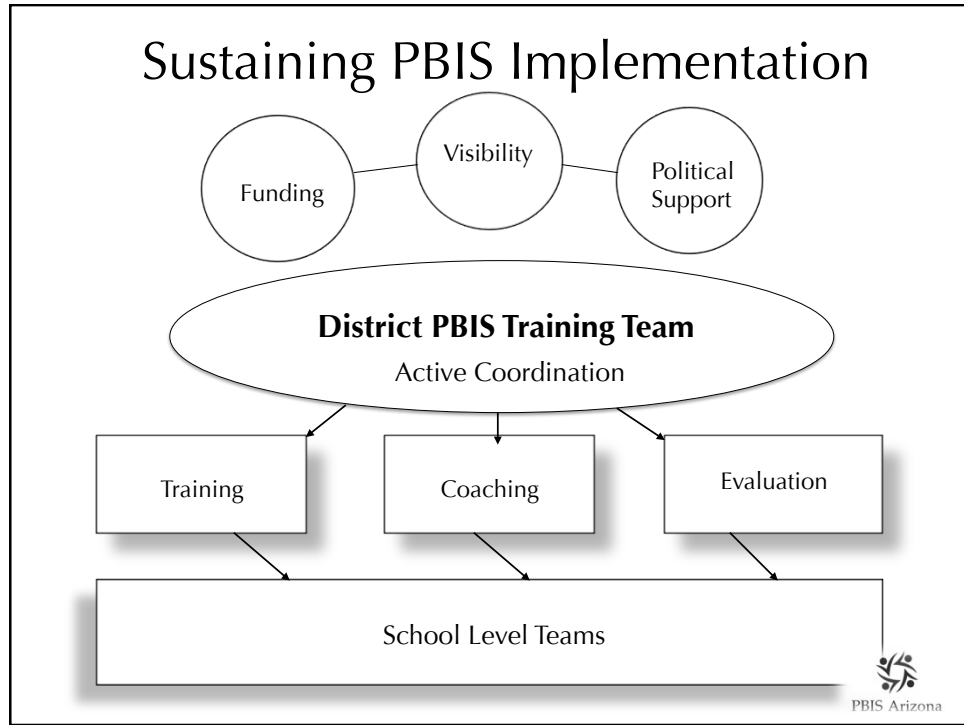 Sustaining PBIS Implementation
Funding
Visibility
Political
Support
District PBIS Training Team
Active Coordination
Training
Coaching
Evaluation
School Level Teams
PBIS Arizona